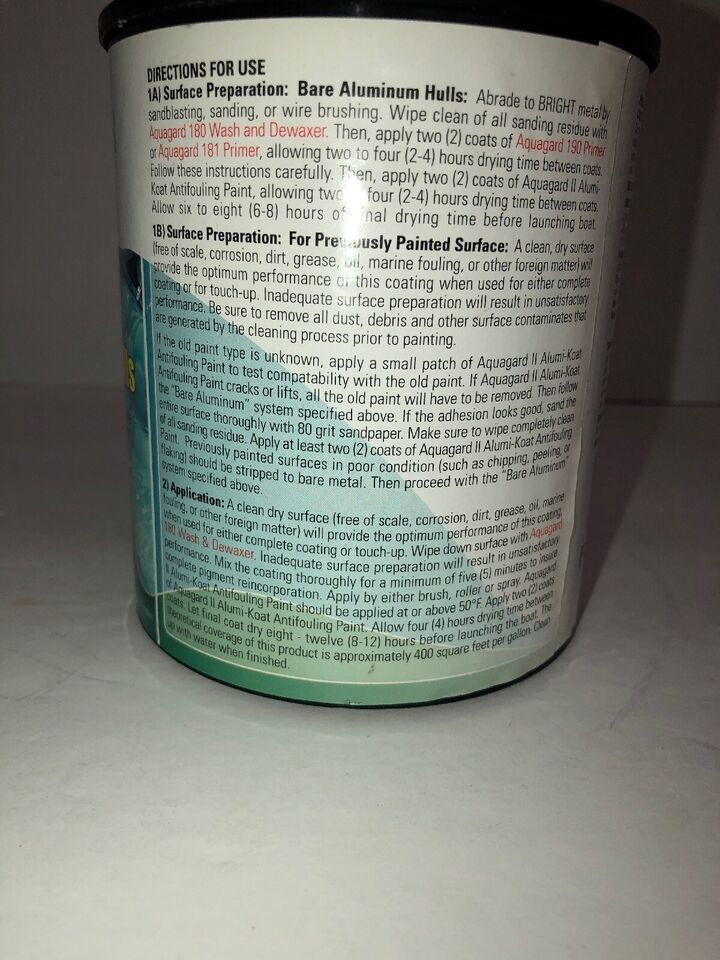 DIRECTIONS FOR USE
1A) Surface Preparation: Bare Aluminum Hulls: Abrade to BRIGHT metal by
sandblasting, sanding, or wire brushing. Wipe clean of all sanding residue with
Aquagard 180 Wash and Dewaxer. Then, apply two (2) coats of Aquagard 190 Primer
or Aquagard 181 Primer, allowing two to four (2-4) hours drying time between coats.
Follow these instructions carefully. Then, apply two (2) coats of Aquagard II Alumi-
Koat Antifouling Paint, allowing two four (2-4) hours drying time between coats.
Allow six to eight (6-8) hours of final drying time before launching boat.
1B) Surface Preparation: For Previously Painted Surface: A clean, dry surface
(free of scale, corrosion, dirt, grease, oil, marine fouling, or other foreign matter) will
provide the optimum performance of this coating when used for either complete
coating or for touch-up. Inadequate surface preparation will result in unsatisfactory
performance. Be sure to remove all dust, debris and other surface contaminates that
are generated by the cleaning process prior to painting.
If the old paint type is unknown, apply a small patch of Aquagard II Alumi-Koat
Antifouling Paint to test compatability with the old paint. If Aquagard II Alumi-Koat
Antifouling Paint cracks or lifts, all the old paint will have to be removed. Then follow
the "Bare Aluminum" system specified above. If the adhesion looks good, sand the
entire surface thoroughly with 80 grit sandpaper. Make sure to wipe completely clean
of all sanding residue. Apply at least two (2) coats of Aquagard II Alumi-Koat Antifouling
Paint. Previously painted surfaces in poor condition (such as chipping, peeling, or
flaking) should be stripped to bare metal. Then proceed with the "Bare Aluminum"
system specified above.
2) Application: A clean dry surface (free of scale, corrosion, dirt, grease, oil, marine
fouling, or other foreign matter) will provide the optimum performance of this coating,
when used for either complete coating or touch-up. Wipe down surface with Aquagard
180 Wash & Dewaxer. Inadequate surface preparation will result in unsatisfactory
performance. Mix the coating thoroughly for a minimum of five (5) minutes to insure
complete pigment reincorporation. Apply by either brush, roller or spray. Aquagard
II Alumi-Koat Antifouling Paint should be applied at or above 50°F. Apply two (2) coats
of Aquagard II Alumi-Koat Antifouling Paint. Allow four (4) hours drying time between
coats. Let final coat dry eight - twelve (8-12) hours before launching the boat. The
theoretical coverage of this product is approximately 400 square feet per gallon. Clean
up with water when finished.